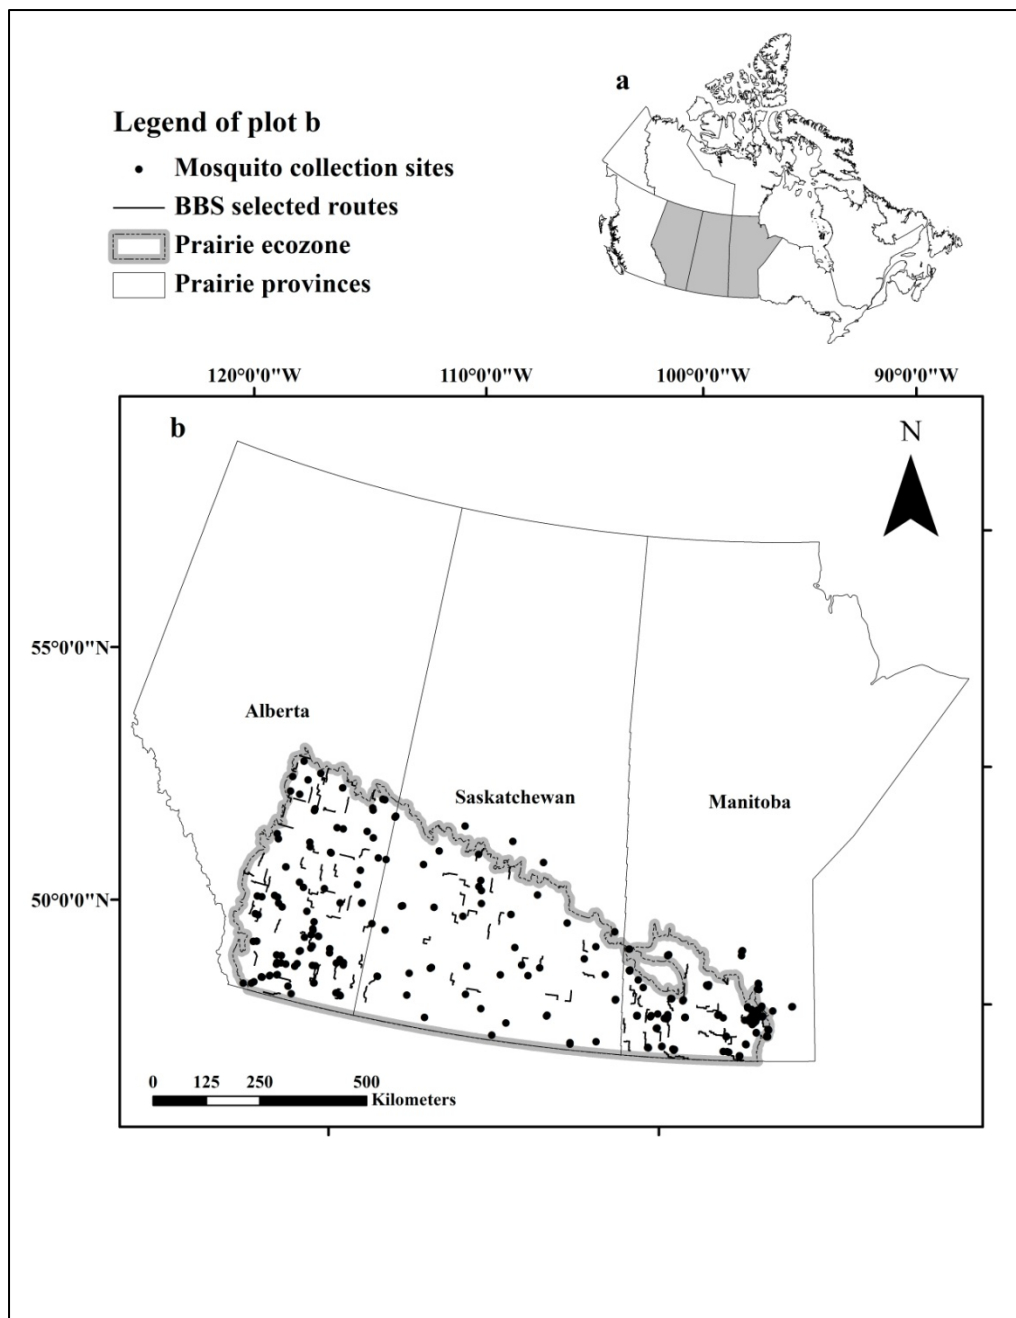 a
Legend of plot b
Mosquito collection sites
BBS selected routes
Prairie ecozone
Prairie provinces
120°0'0"W 110°0'0"W 100°0'0"W 90°0'0"W
b
N
55°0'0"N
Alberta
Saskatchewan
Manitoba
50°0'0"N
0 125 250 500
Kilometers